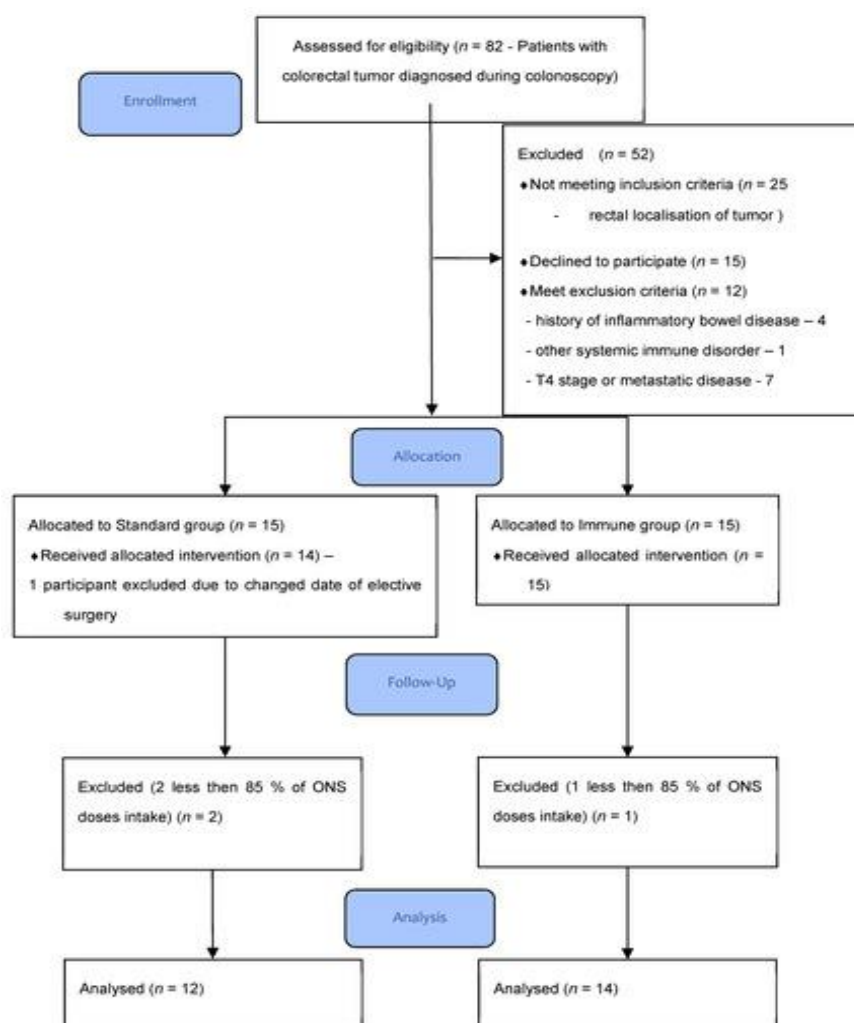 Assessed for eligibility (n = 82 - Patients with
colorectal tumor diagnosed during colonoscopy)
Enrollment
Excluded (n = 52)
♦Not meeting inclusion criteria (n = 25
- rectal localisation of tumor )
♦Declined to participate (n = 15)
♦Meet exclusion criteria (n = 12)
- history of inflammatory bowel disease – 4
- other systemic immune disorder – 1
- T4 stage or metastatic disease - 7
Allocation
Allocated to Standard group (n = 15)
♦Received allocated intervention (n = 14) –
1 participant excluded due to changed date of elective
surgery
Allocated to Immune group (n = 15)
♦Received allocated intervention (n =
15)
Follow-Up
Excluded (2 less then 85 % of ONS
doses intake) (n = 2)
Excluded (1 less then 85 % of ONS
doses intake) (n = 1)
Analysis
Analysed (n = 12)
Analysed (n = 14)